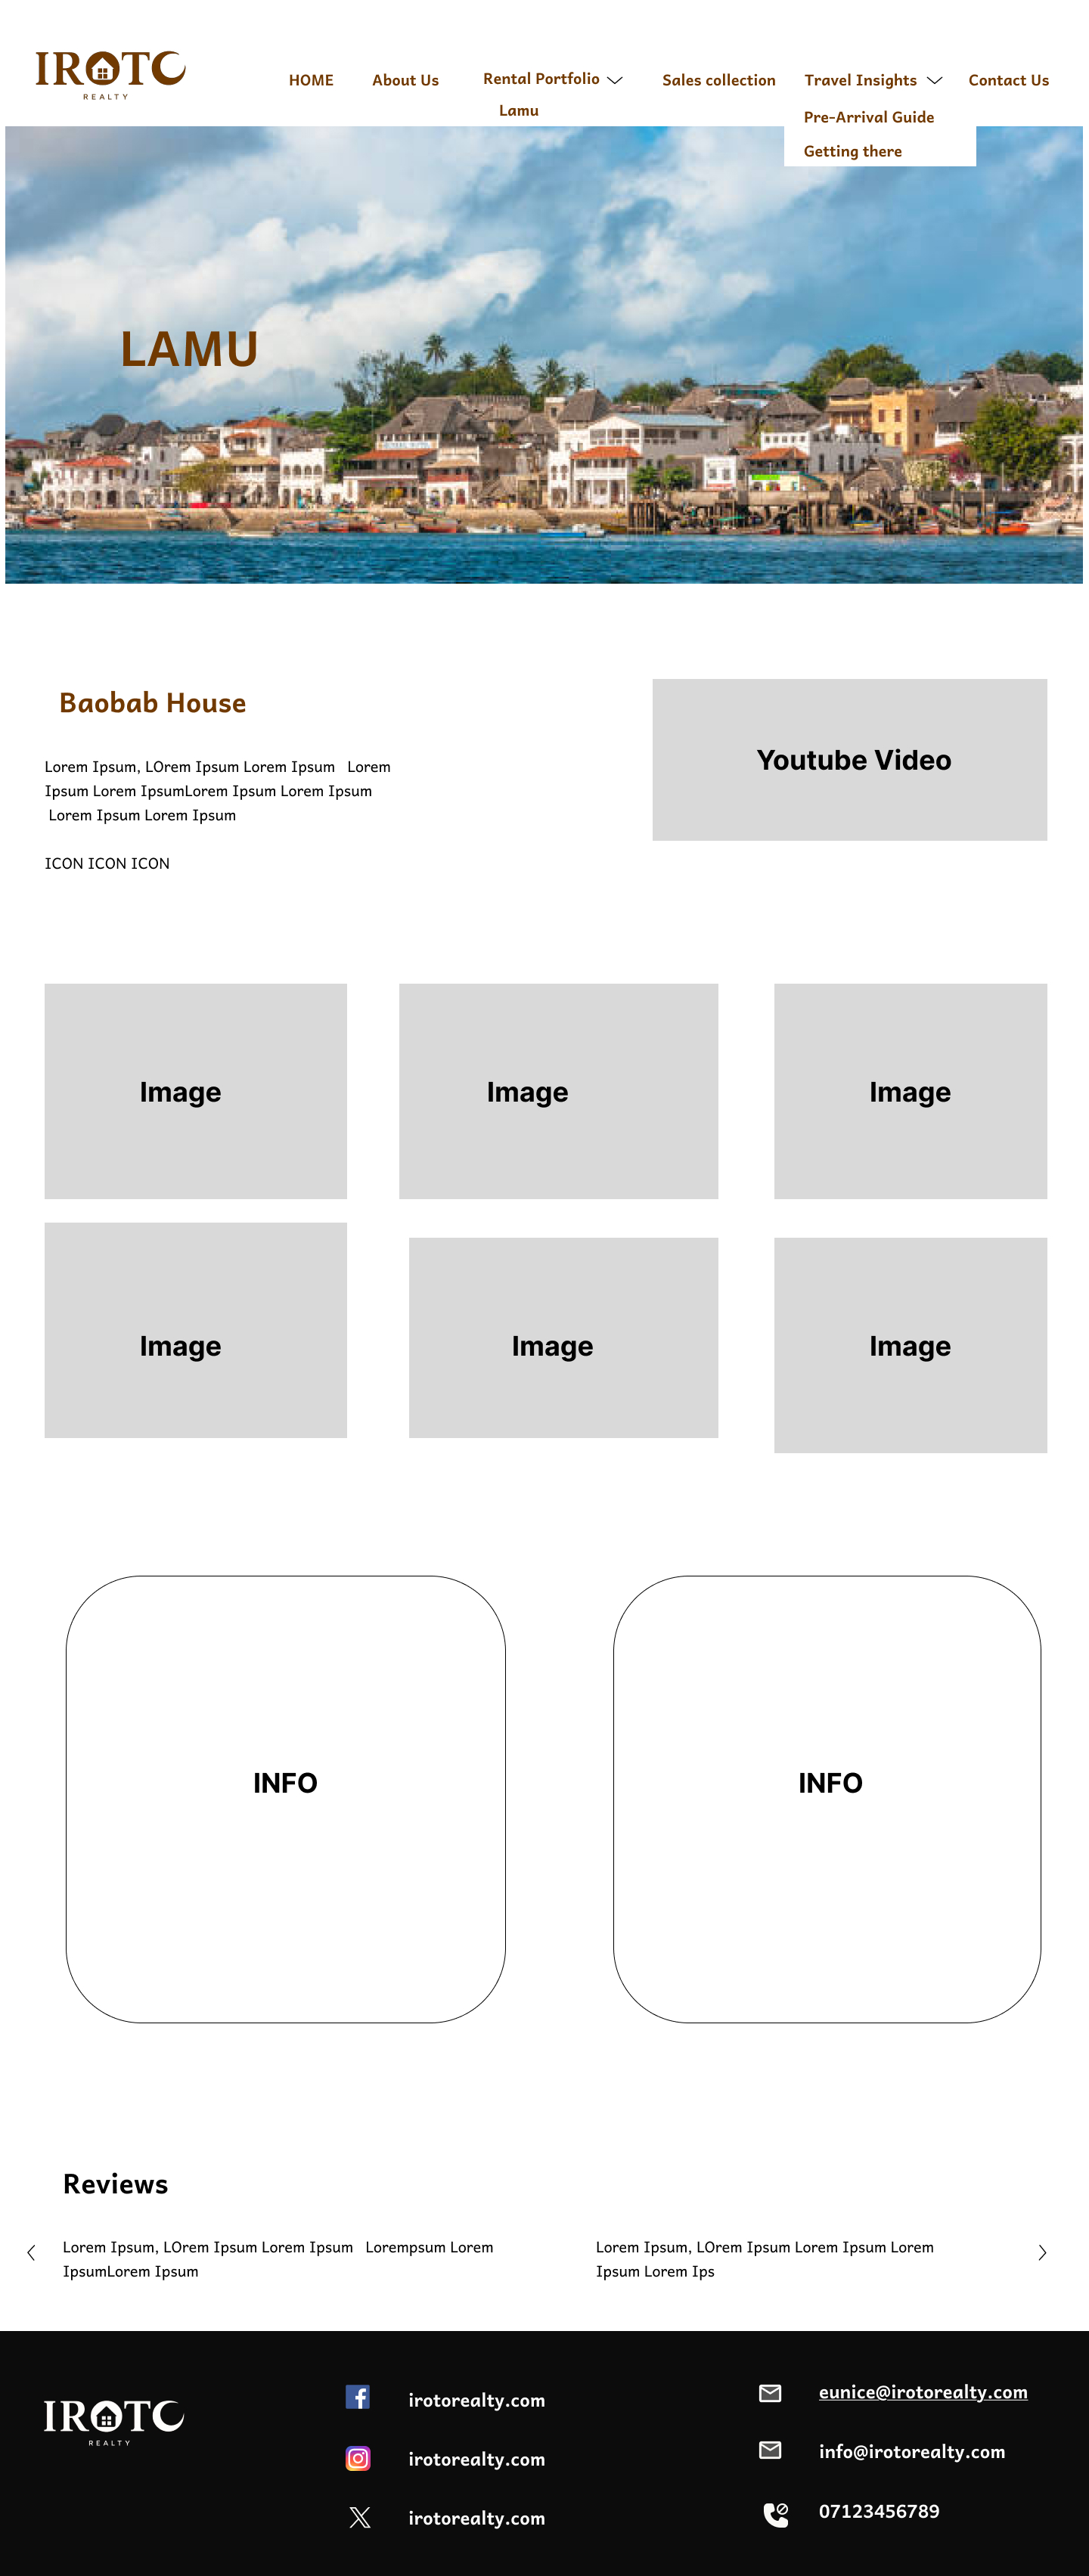 IROTO
REALTY
HOME
About Us
Rental Portfolio
Sales collection
Travel Insights
Contact Us
Lamu
Pre-Arrival Guide
Getting there
LAMU
Baobab House
Youtube Video
Lorem Ipsum, LOrem Ipsum Lorem Ipsum Lorem
Ipsum Lorem IpsumLorem Ipsum Lorem Ipsum
Lorem Ipsum Lorem Ipsum
ICON ICON ICON
Image
Image
Image
Image
Image
Image
INFO
INFO
Reviews
Lorem Ipsum, LOrem Ipsum Lorem Ipsum Lorempsum Lorem
IpsumLorem Ipsum
Lorem Ipsum, LOrem Ipsum Lorem Ipsum Lorem
Ipsum Lorem Ips
IROTO
REALTY
irotorealty.com
irotorealty.com
irotorealty.com
eunice@irotorealty.com
info@irotorealty.com
07123456789